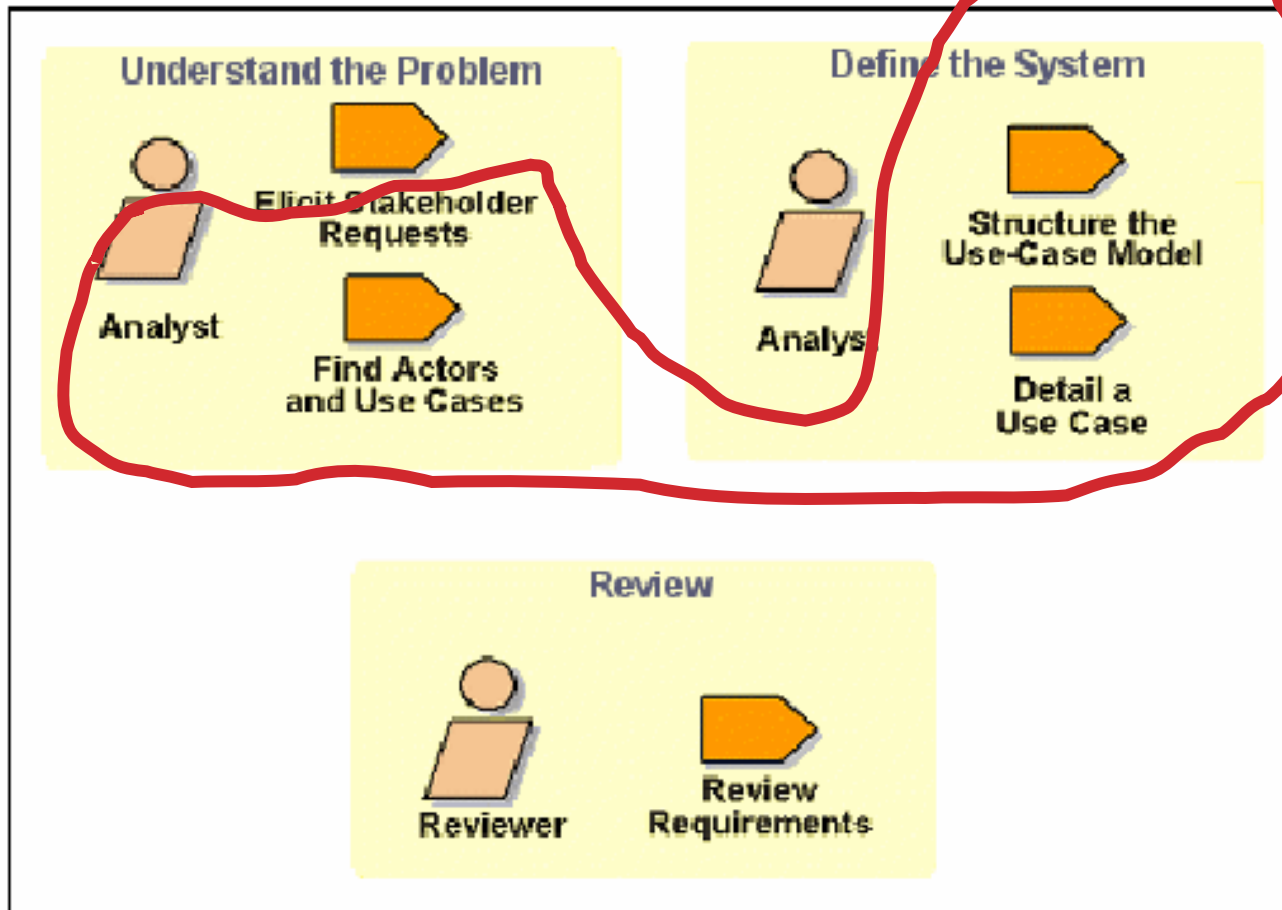 Understand the Problem
Elicit Stakeholder
Requests
Analyst
Find Actors
and Use Cases
Define the System
Structure the
Use-Case Model
Analyst
Detail a
Use Case
Review
Reviewer
Review
Requirements